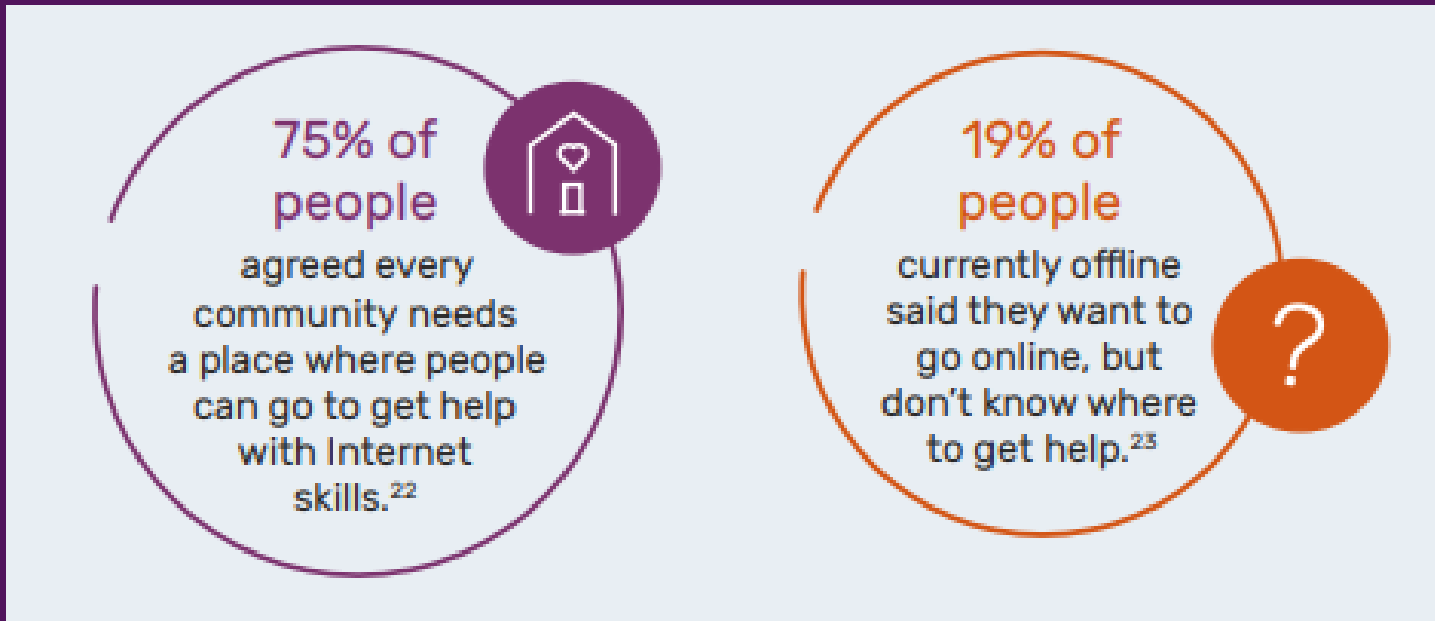 75% of
people
agreed every
community needs
a place where people
can go to get help
with Internet
skills.²²
19% of
people
currently offline
said they want to
go online, but
don’t know where
to get help.²³
?